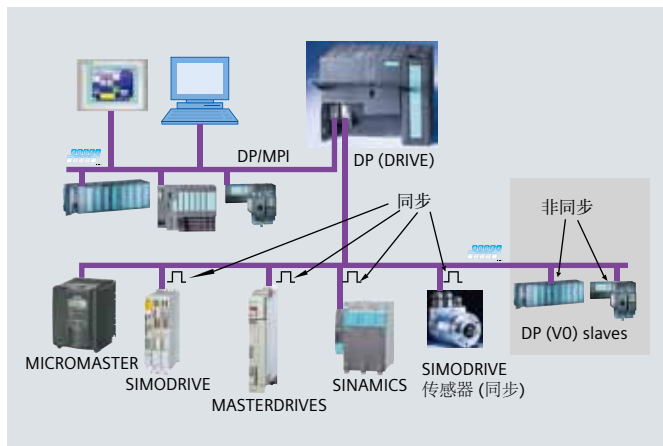 DP/MPI
DP (DRIVE)
同步
非同步
MICROMASTER
SIMODRIVE
MASTERDRIVES
SINAMICS
SIMODRIVE
传感器 (同步)
DP (V0) slaves